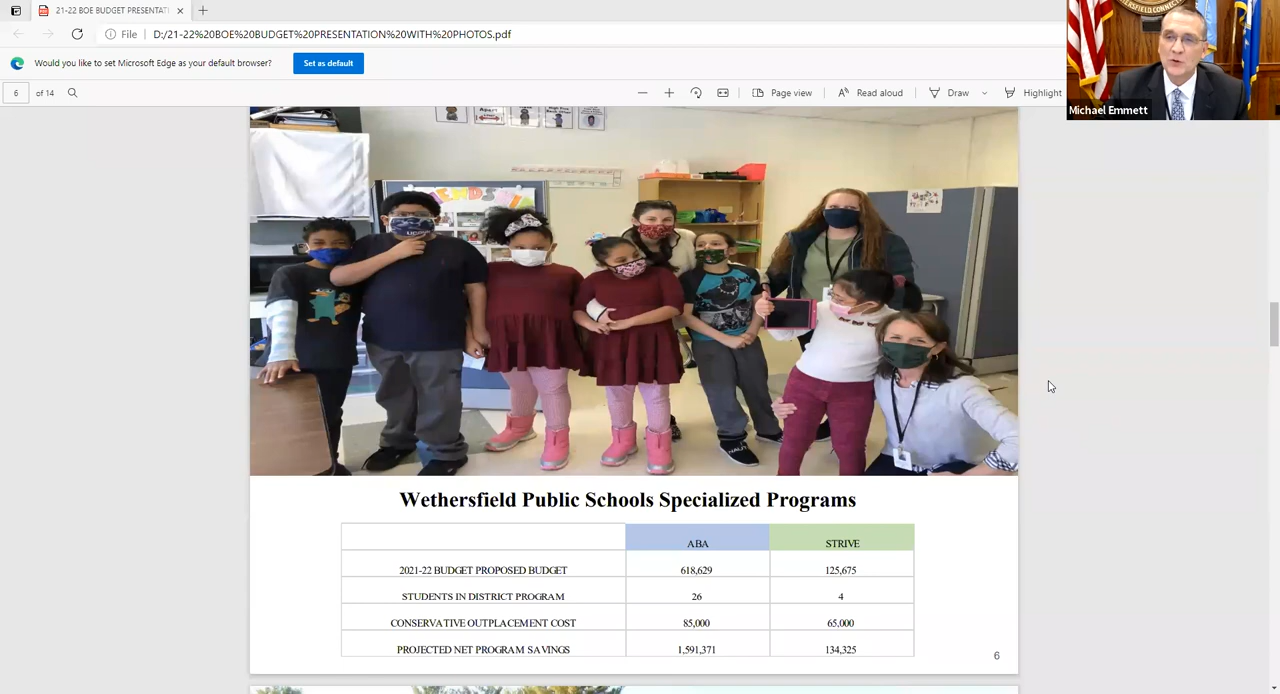 21-22 BOE BUDGET PRESENTATI
File D:/21-22%20BOE%20BUDGET%20PRESENTATION%20WITH%20PHOTOS.pdf
Would you like to set Microsoft Edge as your default browser? Set as default
6 of 14 Page view Read aloud Draw Highlight
Michael Emmett
Wethersfield Public Schools Specialized Programs
ABA STRIVE
2021-22 BUDGET PROPOSED BUDGET 618,629 125,675
STUDENTS IN DISTRICT PROGRAM 26 4
CONSERVATIVE OUTPLACEMENT COST 85,000 65,000
PROJECTED NET PROGRAM SAVINGS 1,591,371 134,325
6